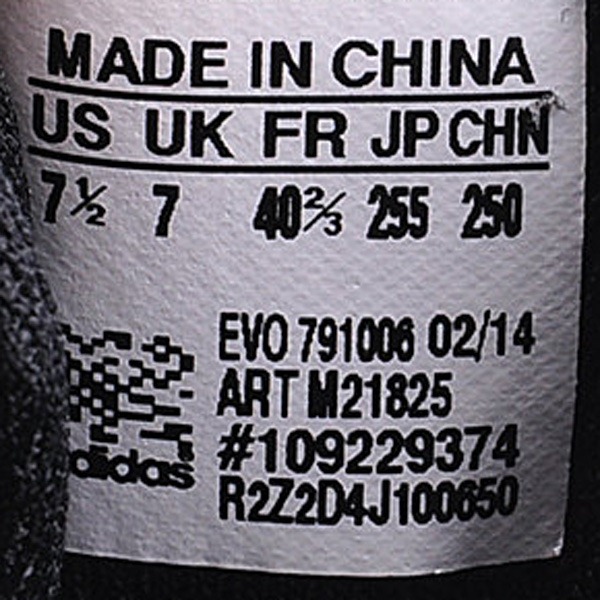 MADE IN CHINA
US UK FR JP CHN
7½ 7 40⅔ 255 250
EVO 791006 02/14
ART M21825
#109229374
R2Z2D4J100650
adidas